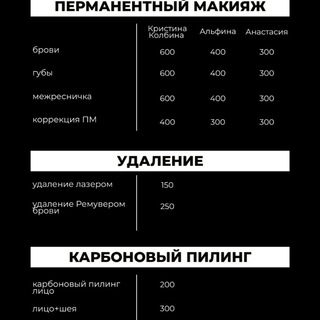 ПЕРМАНЕНТНЫЙ МАКИЯЖ
Кристина Колбина Альфина Анастасия
брови 600 400 300
губы 600 400 300
межресничка 600 400 300
коррекция ПМ 400 300 300
УДАЛЕНИЕ
удаление лазером 150
удаление Ремувером брови 250
КАРБОНОВЫЙ ПИЛИНГ
карбоновый пилинг лицо 200
лицо+шея 300